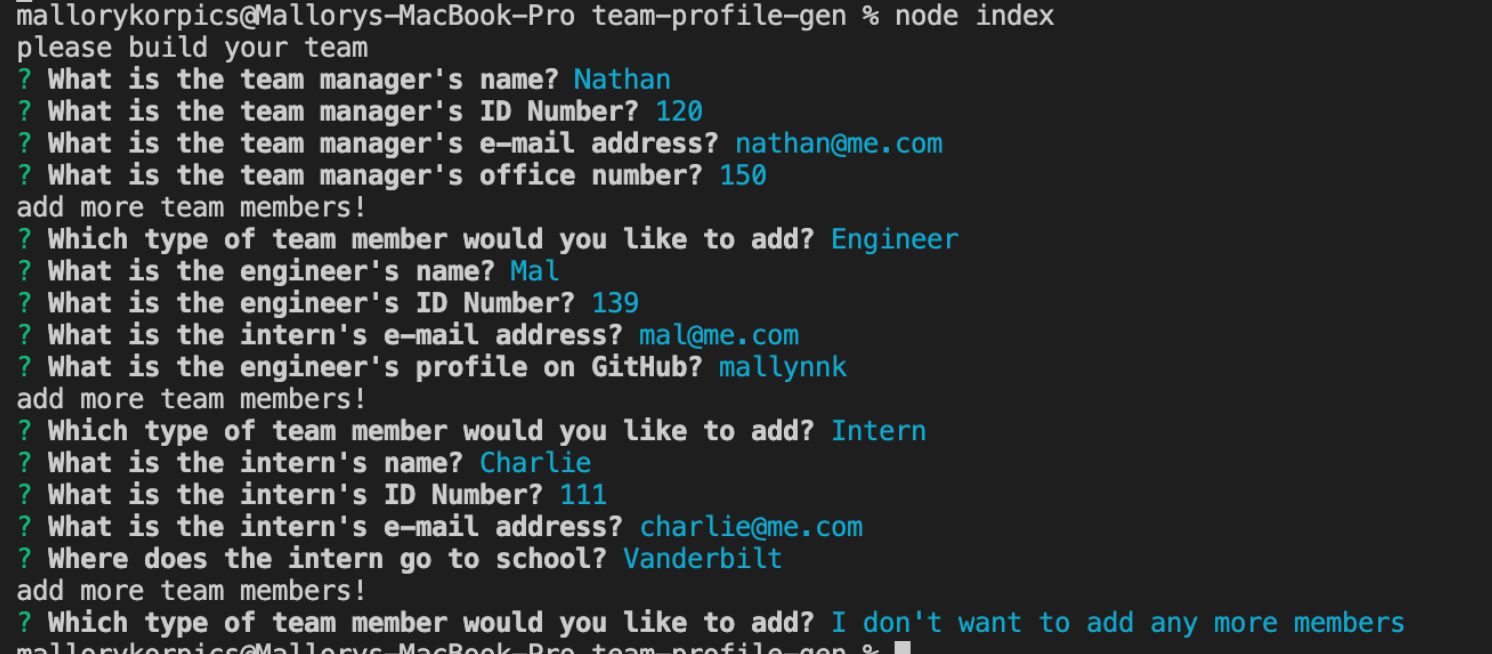 mallorykorpics@Mallorys-MacBook-Pro team-profile-gen % node index
please build your team
? What is the team manager's name? Nathan
? What is the team manager's ID Number? 120
? What is the team manager's e-mail address? nathan@me.com
? What is the team manager's office number? 150
add more team members!
? Which type of team member would you like to add? Engineer
? What is the engineer's name? Mal
? What is the engineer's ID Number? 139
? What is the intern's e-mail address? mal@me.com
? What is the engineer's profile on GitHub? mallynnk
add more team members!
? Which type of team member would you like to add? Intern
? What is the intern's name? Charlie
? What is the intern's ID Number? 111
? What is the intern's e-mail address? charlie@me.com
? Where does the intern go to school? Vanderbilt
add more team members!
? Which type of team member would you like to add? I don't want to add any more members
mallorykorpics@Mallorys-MacBook-Pro team-profile-gen %